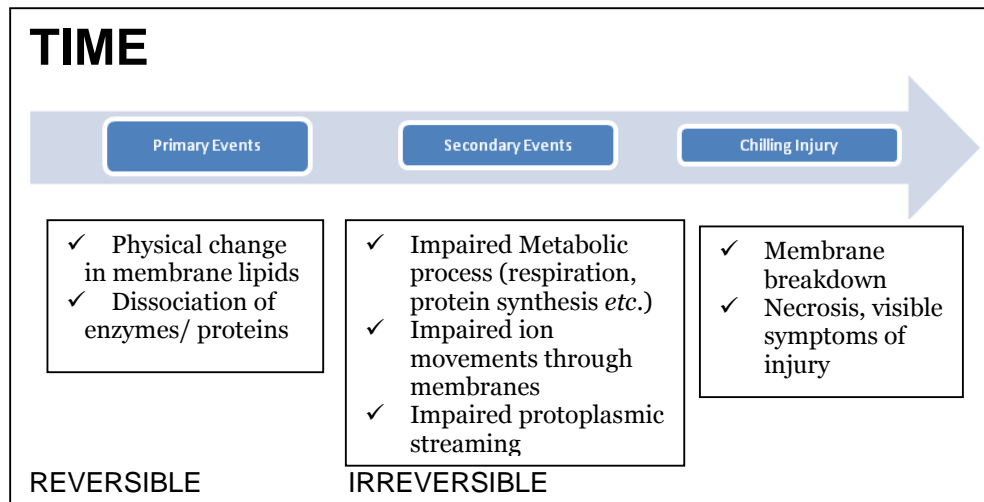 TIME
Primary Events
Secondary Events
Chilling Injury
✓ Physical change
in membrane lipids
✓ Dissociation of
enzymes/ proteins
✓ Impaired Metabolic
process (respiration,
protein synthesis etc.)
✓ Impaired ion
movements through
membranes
✓ Impaired protoplasmic
streaming
✓ Membrane
breakdown
✓ Necrosis, visible
symptoms of
injury
REVERSIBLE
IRREVERSIBLE